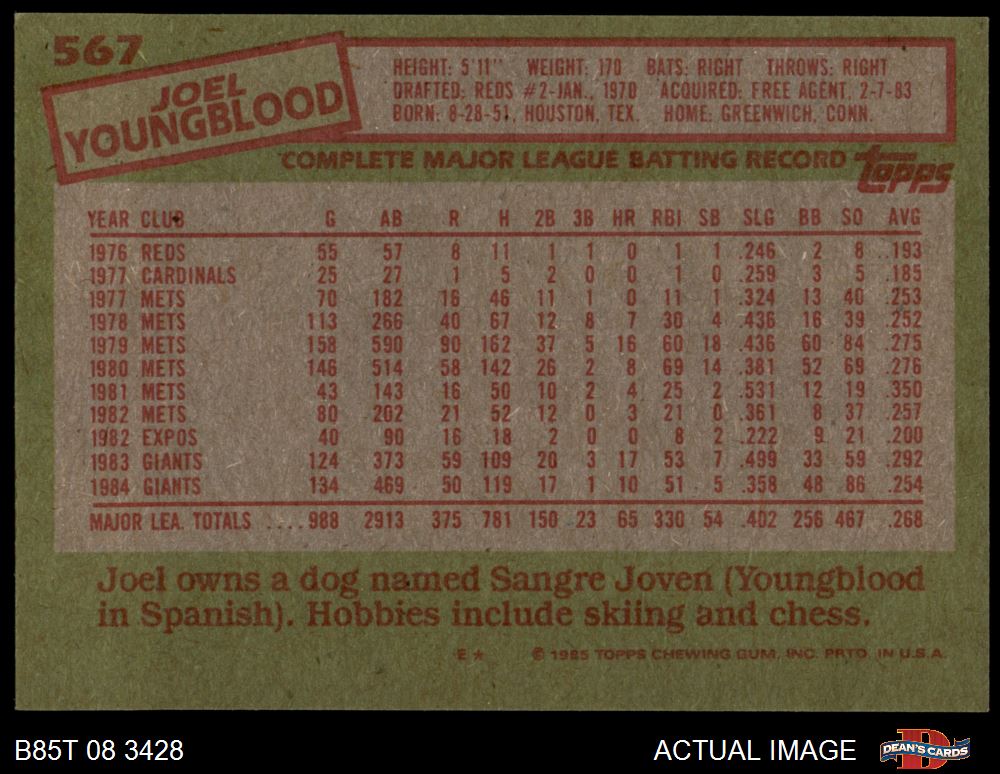 567
JOEL
YOUNGBLOOD
HEIGHT: 5'11" WEIGHT: 170 BATS: RIGHT THROWS: RIGHT
DRAFTED: REDS #2-JAN., 1970 ACQUIRED: FREE AGENT, 2-7-83
BORN: 8-28-51, HOUSTON, TEX. HOME: GREENWICH, CONN.
COMPLETE MAJOR LEAGUE BATTING RECORD topps
YEAR CLUB G AB R H 2B 3B HR RBI SB SLG BB SO AVG
1976 REDS 55 57 8 11 1 1 0 1 1 .246 2 8 .193
1977 CARDINALS 25 27 1 5 2 0 0 1 0 .259 3 5 .185
1977 METS 70 182 16 46 11 1 0 11 1 .324 13 40 .253
1978 METS 113 266 40 67 12 8 7 30 4 .436 16 39 .252
1979 METS 158 590 90 162 37 5 16 60 18 .436 60 84 .275
1980 METS 146 514 58 142 26 2 8 69 14 .381 52 69 .276
1981 METS 43 143 16 50 10 2 4 25 2 .531 12 19 .350
1982 METS 80 202 21 52 12 0 3 21 0 .361 8 37 .257
1982 EXPOS 40 90 16 18 2 0 0 8 2 .222 9 21 .200
1983 GIANTS 124 373 59 109 20 3 17 53 7 .499 33 59 .292
1984 GIANTS 134 469 50 119 17 1 10 51 5 .358 48 86 .254
MAJOR LEA. TOTALS ....988 2913 375 781 150 23 65 330 54 .402 256 467 .268
Joel owns a dog named Sangre Joven (Youngblood
in Spanish). Hobbies include skiing and chess.
E* © 1985 TOPPS CHEWING GUM, INC. PRTD. IN U.S.A.
B85T 08 3428 ACTUAL IMAGE DEAN'S CARDS